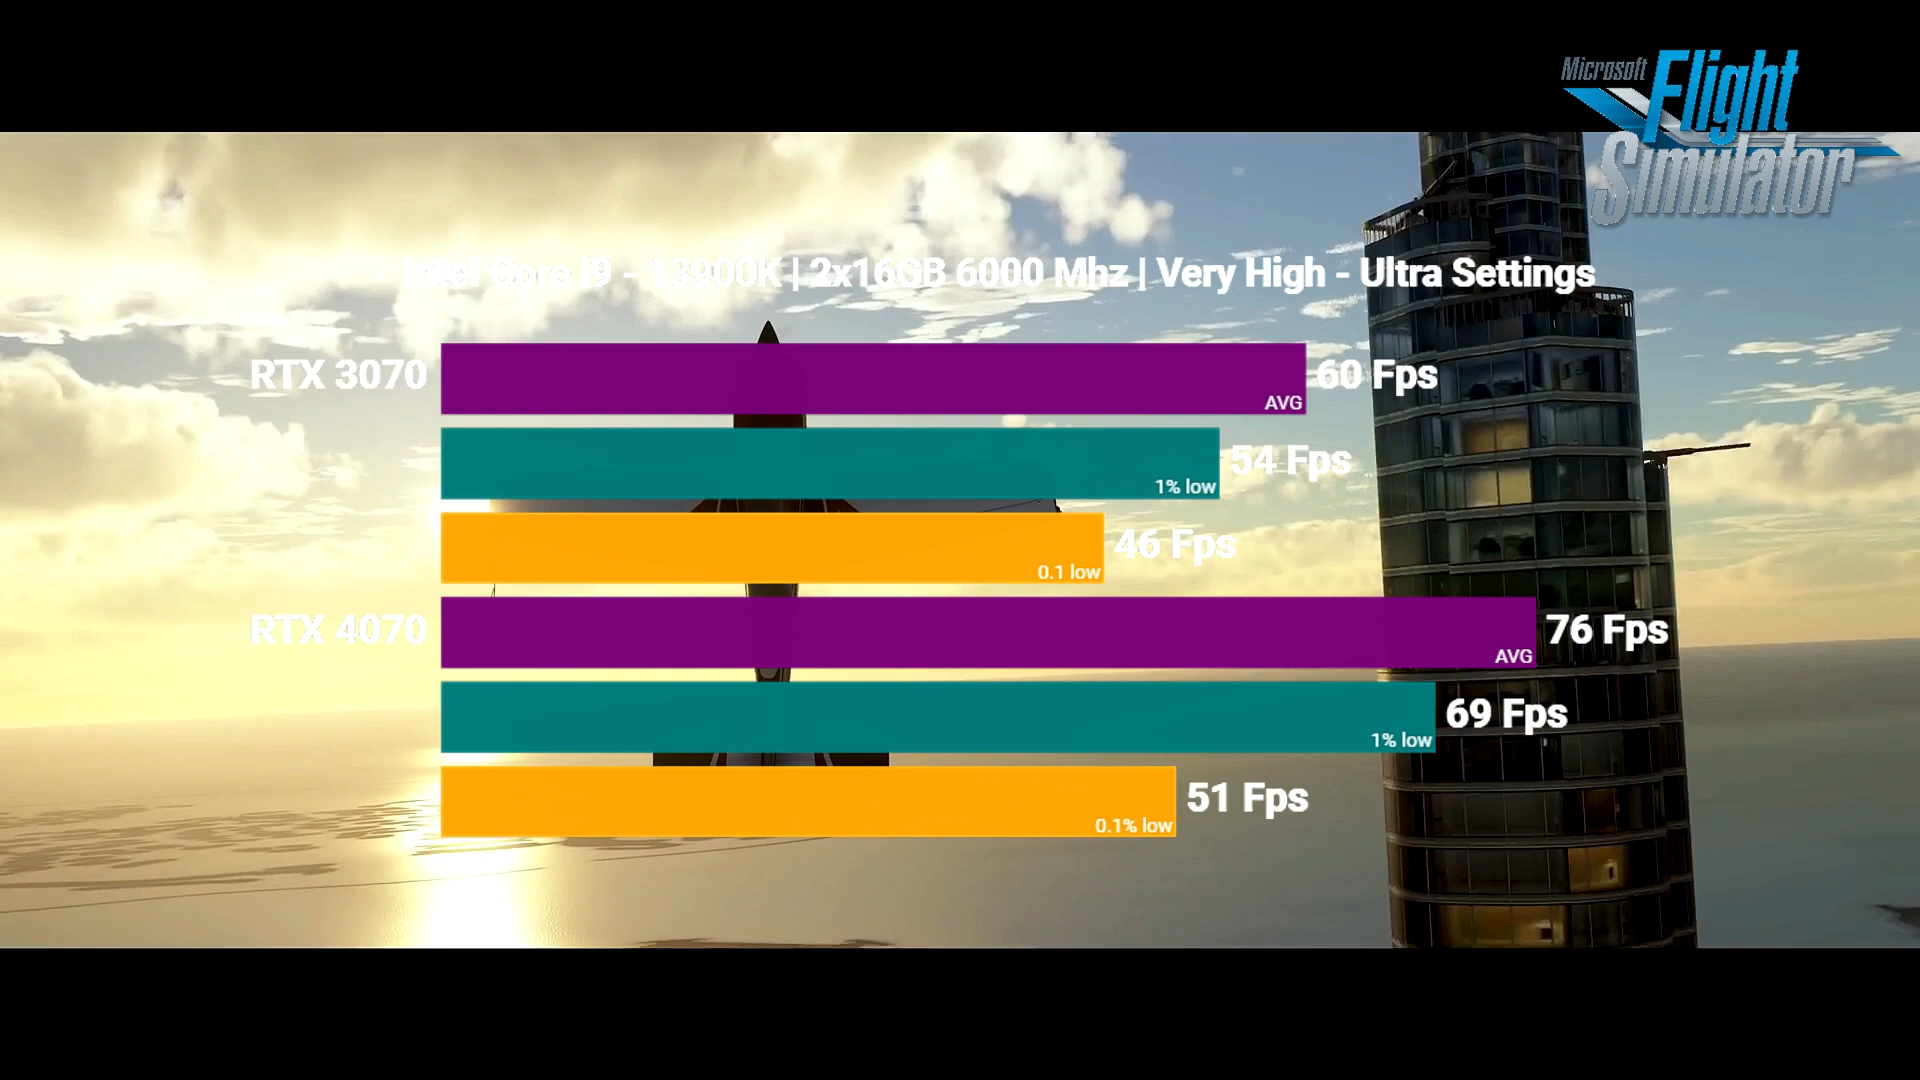 Microsoft
Flight
Simulator
Intel Core i9 - 13900K | 2x16GB 6000 Mhz | Very High - Ultra Settings
RTX 3070
60 Fps
AVG
54 Fps
1% low
46 Fps
0.1 low
RTX 4070
76 Fps
AVG
69 Fps
1% low
51 Fps
0.1% low